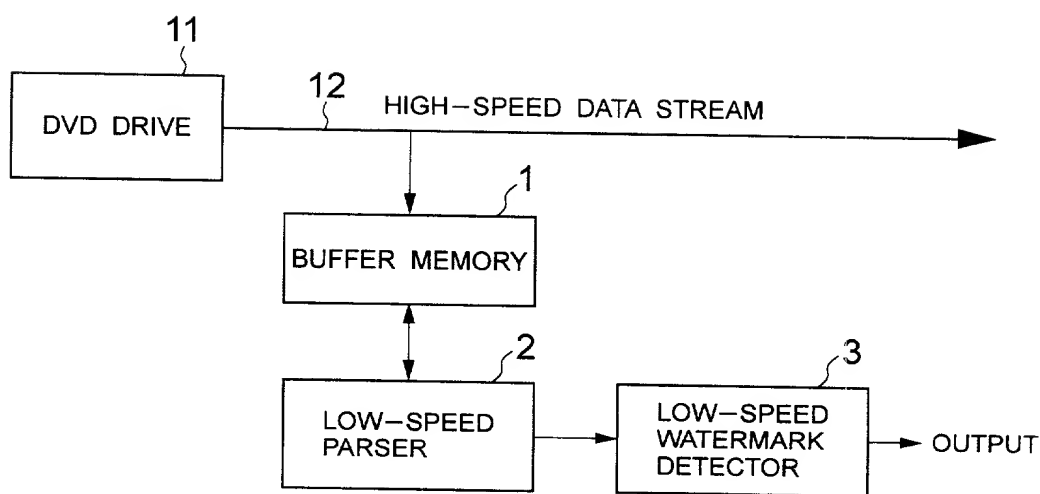 11
DVD DRIVE
12
HIGH-SPEED DATA STREAM
1
BUFFER MEMORY
2
LOW-SPEED
PARSER
3
LOW-SPEED
WATERMARK
DETECTOR
OUTPUT